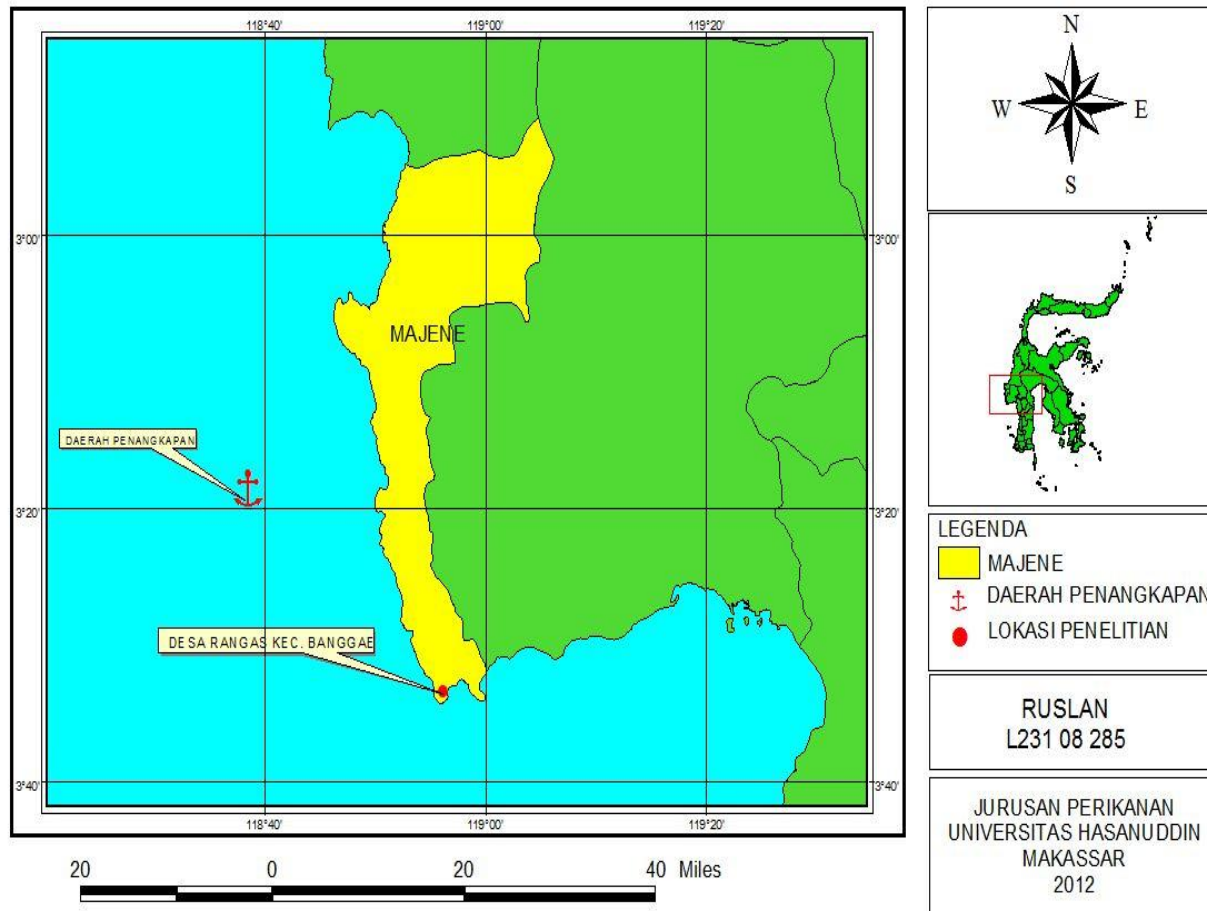 118°40'
119°00'
119°20'
3°00'
3°00'
MAJENE
DAERAH PENANGKAPAN
3°20'
3°20'
DESA RANGAS KEC. BANGGAE
3°40'
3°40'
118°40'
119°00'
119°20'
20 0 20 40 Miles
N
W E
S
LEGENDA
MAJENE
DAERAH PENANGKAPAN
LOKASI PENELITIAN
RUSLAN
L231 08 285
JURUSAN PERIKANAN
UNIVERSITAS HASANUDDIN
MAKASSAR
2012